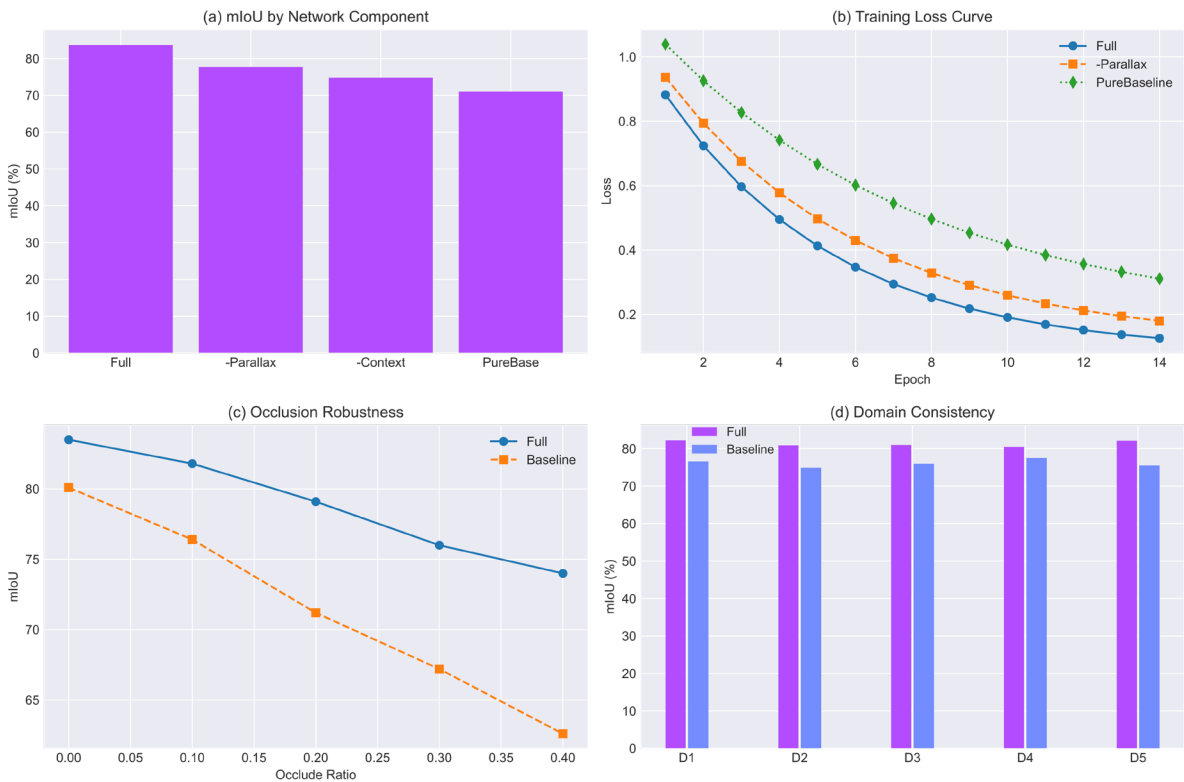 (a) mIoU by Network Component
mIoU (%)
80
70
60
50
40
30
20
10
0
Full
-Parallax
-Context
PureBase
(b) Training Loss Curve
Loss
1.0
0.8
0.6
0.4
0.2
Full
-Parallax
PureBaseline
2
4
6
8
10
12
14
Epoch
(c) Occlusion Robustness
mIoU
80
75
70
65
Full
Baseline
0.00
0.05
0.10
0.15
0.20
0.25
0.30
0.35
0.40
Occlude Ratio
(d) Domain Consistency
mIoU (%)
80
70
60
50
40
30
20
10
0
Full
Baseline
D1
D2
D3
D4
D5